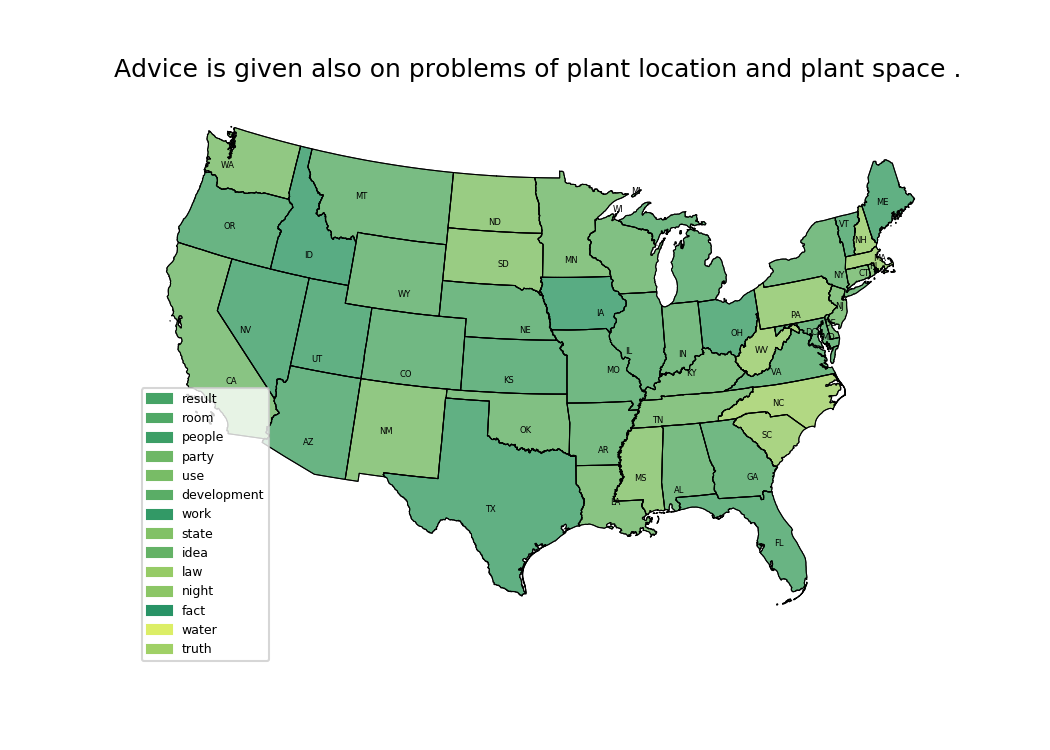 Advice is given also on problems of plant location and plant space .
WA
MT
ND
MN
WI
MI
ME
VT
NH
OR
ID
SD
WY
NY
MA
CT
IA
NE
PA
NJ
NV
UT
CO
KS
MO
IL
IN
OH
WV
DC
MD
DE
VA
KY
CA
AZ
NM
OK
AR
TN
NC
SC
TX
LA
MS
AL
GA
FL
result
room
people
party
use
development
work
state
idea
law
night
fact
water
truth